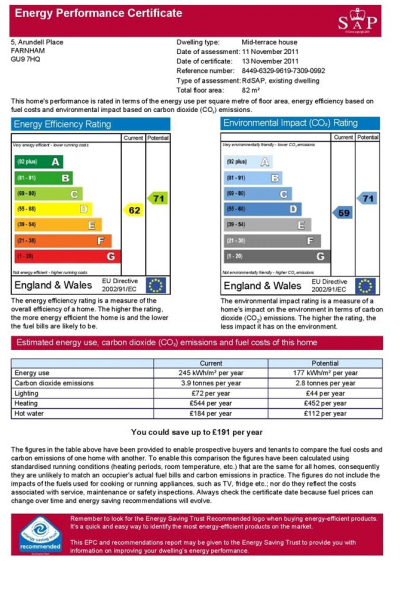 Energy Performance Certificate
SAP
5, Arundell Place
FARNHAM
GU9 7HQ
Dwelling type: Mid-terrace house
Date of assessment: 11 November 2011
Date of certificate: 13 November 2011
Reference number: 8449-6329-9619-7309-0992
Type of assessment: RdSAP, existing dwelling
Total floor area: 82 m²
This home's performance is rated in terms of the energy use per square metre of floor area, energy efficiency based on
fuel costs and environmental impact based on carbon dioxide (CO₂) emissions.
Energy Efficiency Rating
Current Potential
Very energy efficient - lower running costs
(92 plus) A
(81 - 91) B
(69 - 80) C
(55 - 68) D
(39 - 54) E
(21 - 38) F
(1 - 20) G
62
71
Not energy efficient - higher running costs
England & Wales
EU Directive
2002/91/EC
Environmental Impact (CO₂) Rating
Current Potential
Very environmentally friendly - lower CO₂ emissions
(92 plus) A
(81 - 91) B
(69 - 80) C
(55 - 68) D
(39 - 54) E
(21 - 38) F
(1 - 20) G
59
71
Not environmentally friendly - higher CO₂ emissions
England & Wales
EU Directive
2002/91/EC
The energy efficiency rating is a measure of the
overall efficiency of a home. The higher the rating,
the more energy efficient the home is and the lower
the fuel bills are likely to be.
The environmental impact rating is a measure of a
home's impact on the environment in terms of carbon
dioxide (CO₂) emissions. The higher the rating, the
less impact it has on the environment.
Estimated energy use, carbon dioxide (CO₂) emissions and fuel costs of this home
Current Potential
Energy use 245 kWh/m² per year 177 kWh/m² per year
Carbon dioxide emissions 3.9 tonnes per year 2.8 tonnes per year
Lighting £72 per year £44 per year
Heating £544 per year £452 per year
Hot water £184 per year £112 per year
You could save up to £191 per year
The figures in the table above have been provided to enable prospective buyers and tenants to compare the fuel costs and
carbon emissions of one home with another. To enable this comparison the figures have been calculated using
standardised running conditions (heating periods, room temperature, etc.) that are the same for all homes, consequently
they are unlikely to match an occupier's actual fuel bills and carbon emissions in practice. The figures do not include the
impacts of the fuels used for cooking or running appliances, such as TV, fridge etc.; nor do they reflect the costs
associated with service, maintenance or safety inspections. Always check the certificate date because fuel prices can
change over time and energy saving recommendations will evolve.
energy saving trust
recommended
Remember to look for the Energy Saving Trust Recommended logo when buying energy-efficient products.
It's a quick and easy way to identify the most energy-efficient products on the market.
This EPC and recommendations report may be given to the Energy Saving Trust to provide you with
information on improving your dwelling's energy performance.